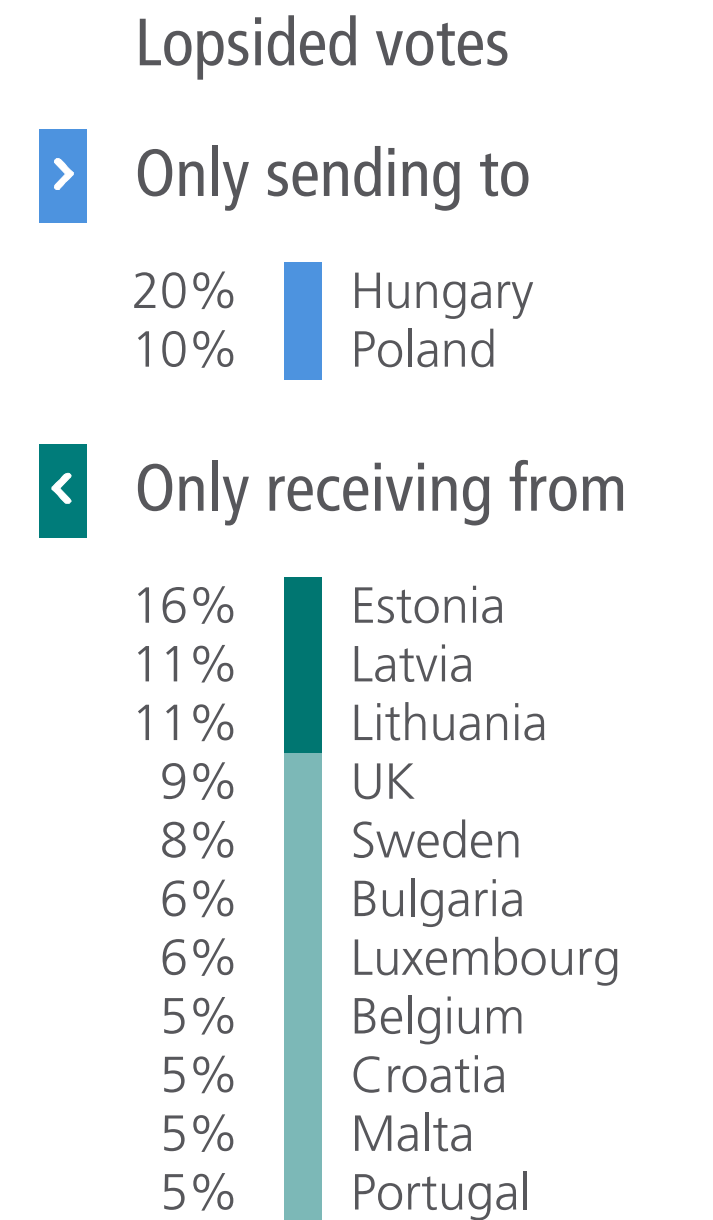 Lopsided votes
Only sending to
20% Hungary
10% Poland
Only receiving from
16% Estonia
11% Latvia
11% Lithuania
9% UK
8% Sweden
6% Bulgaria
6% Luxembourg
5% Belgium
5% Croatia
5% Malta
5% Portugal